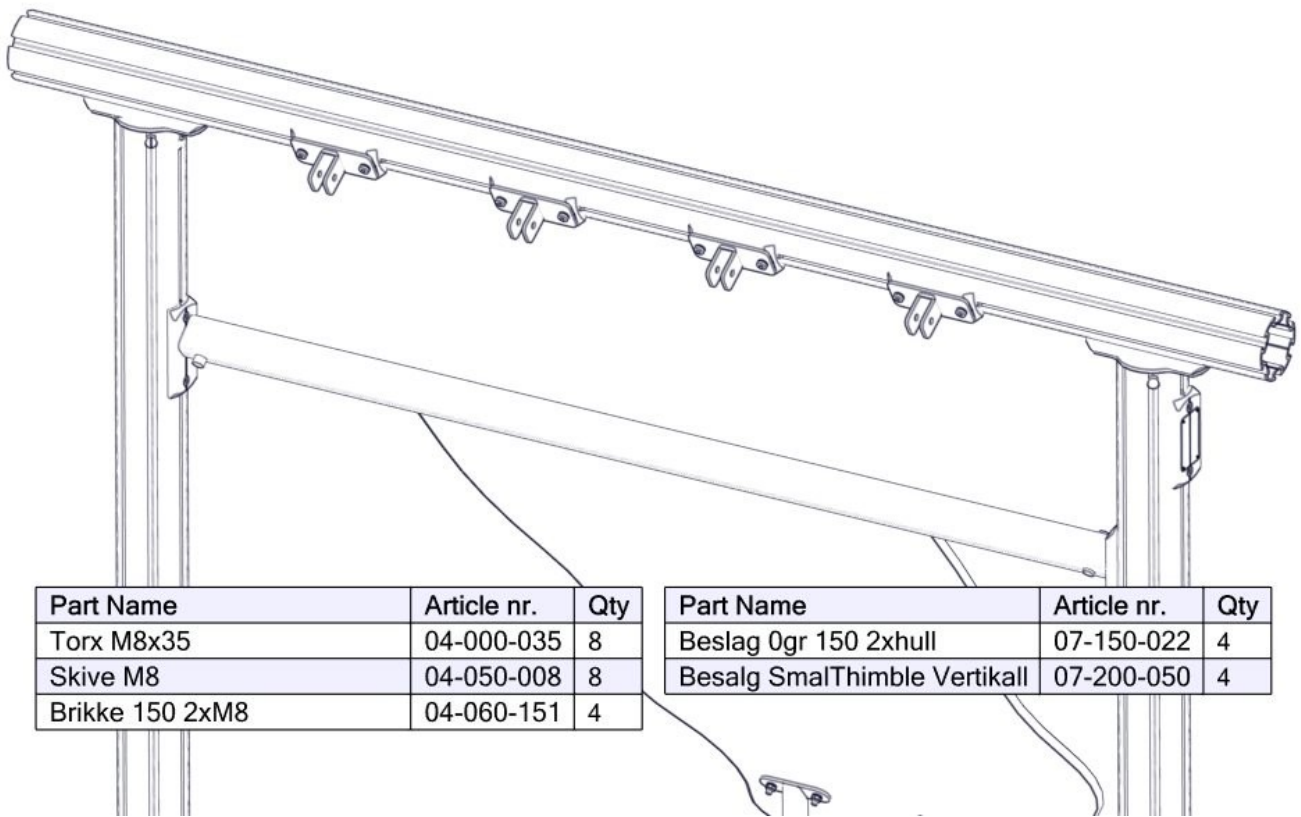 Part Name Article nr. Qty
Torx M8x35 04-000-035 8
Skive M8 04-050-008 8
Brikke 150 2xM8 04-060-151 4
Part Name Article nr. Qty
Beslag 0gr 150 2xhull 07-150-022 4
Besalg SmalThimble Vertikall 07-200-050 4